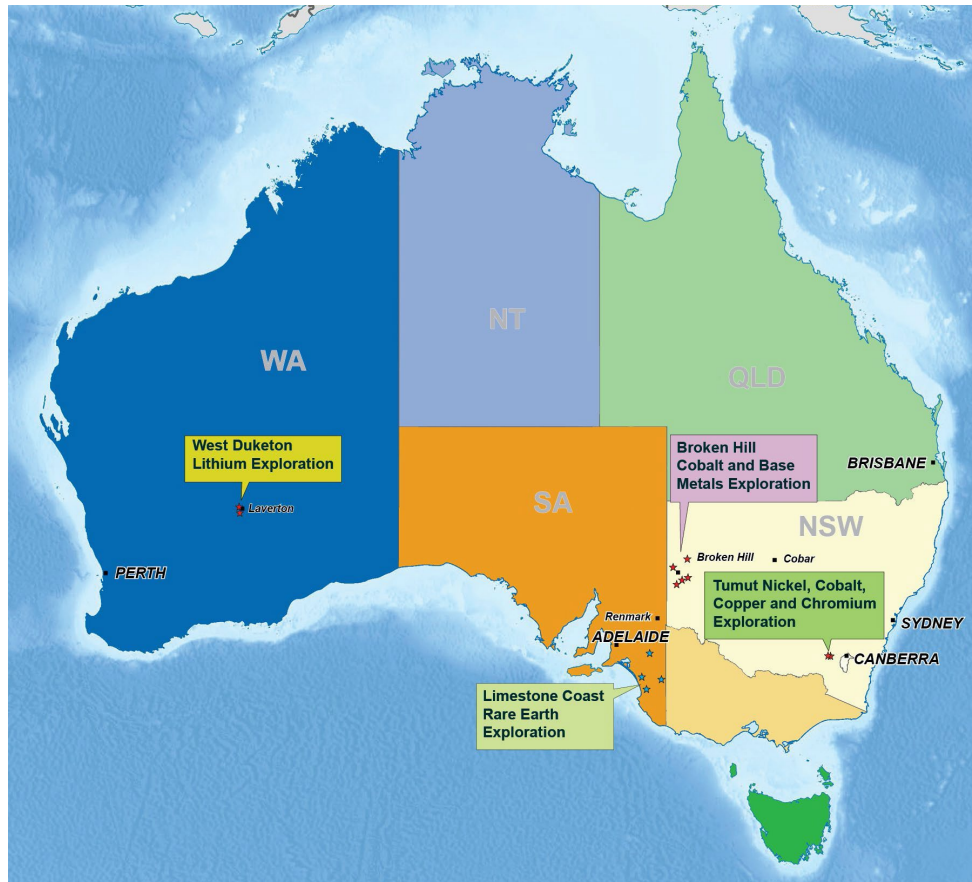 NT
WA
QLD
West Duketon
Lithium Exploration
Broken Hill
Cobalt and Base
Metals Exploration
BRISBANE
SA
Laverton
NSW
Broken Hill
Cobar
PERTH
Tumut Nickel, Cobalt,
Copper and Chromium
Exploration
Renmark
SYDNEY
ADELAIDE
CANBERRA
Limestone Coast
Rare Earth
Exploration